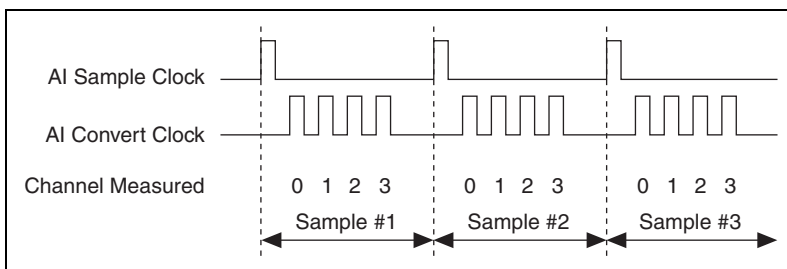 AI Sample Clock
AI Convert Clock
Channel Measured 0 1 2 3 0 1 2 3 0 1 2 3
Sample #1 Sample #2 Sample #3